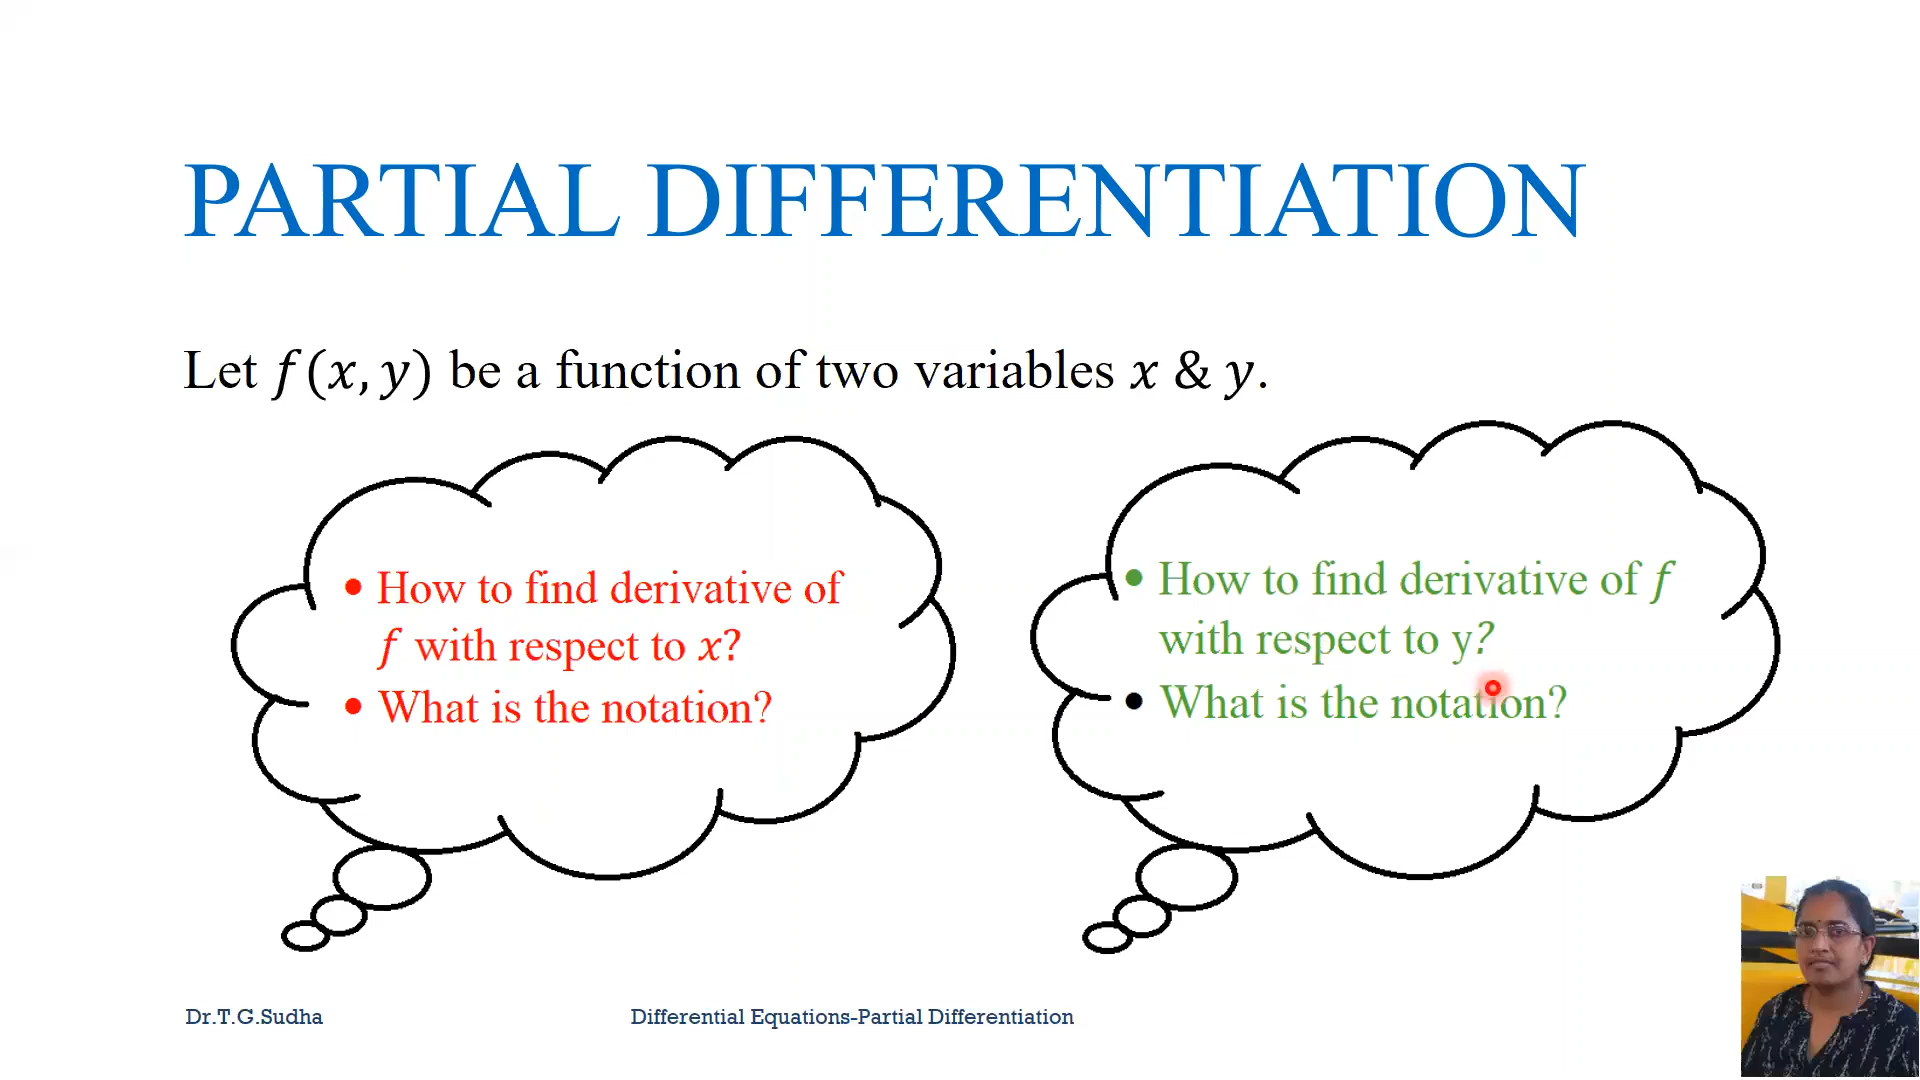 PARTIAL DIFFERENTIATION
Let f(x, y) be a function of two variables x & y.
• How to find derivative of
f with respect to x?
• What is the notation?
• How to find derivative of f
with respect to y?
• What is the notation?
Dr.T.G.Sudha
Differential Equations-Partial Differentiation